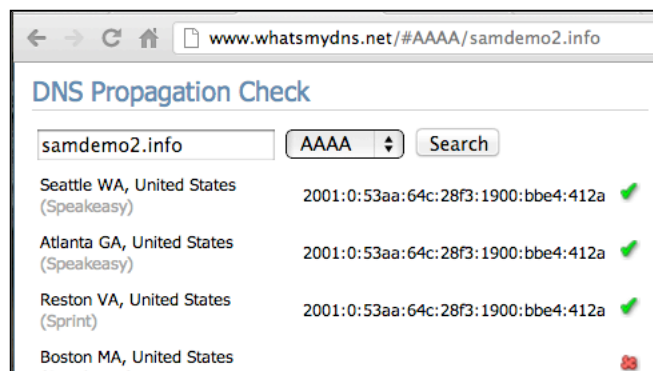 www.whatsmydns.net/#AAAA/samdemo2.info
DNS Propagation Check
samdemo2.info AAAA Search
Seattle WA, United States
(Speakeasy)
2001:0:53aa:64c:28f3:1900:bbe4:412a
Atlanta GA, United States
(Speakeasy)
2001:0:53aa:64c:28f3:1900:bbe4:412a
Reston VA, United States
(Sprint)
2001:0:53aa:64c:28f3:1900:bbe4:412a
Boston MA, United States